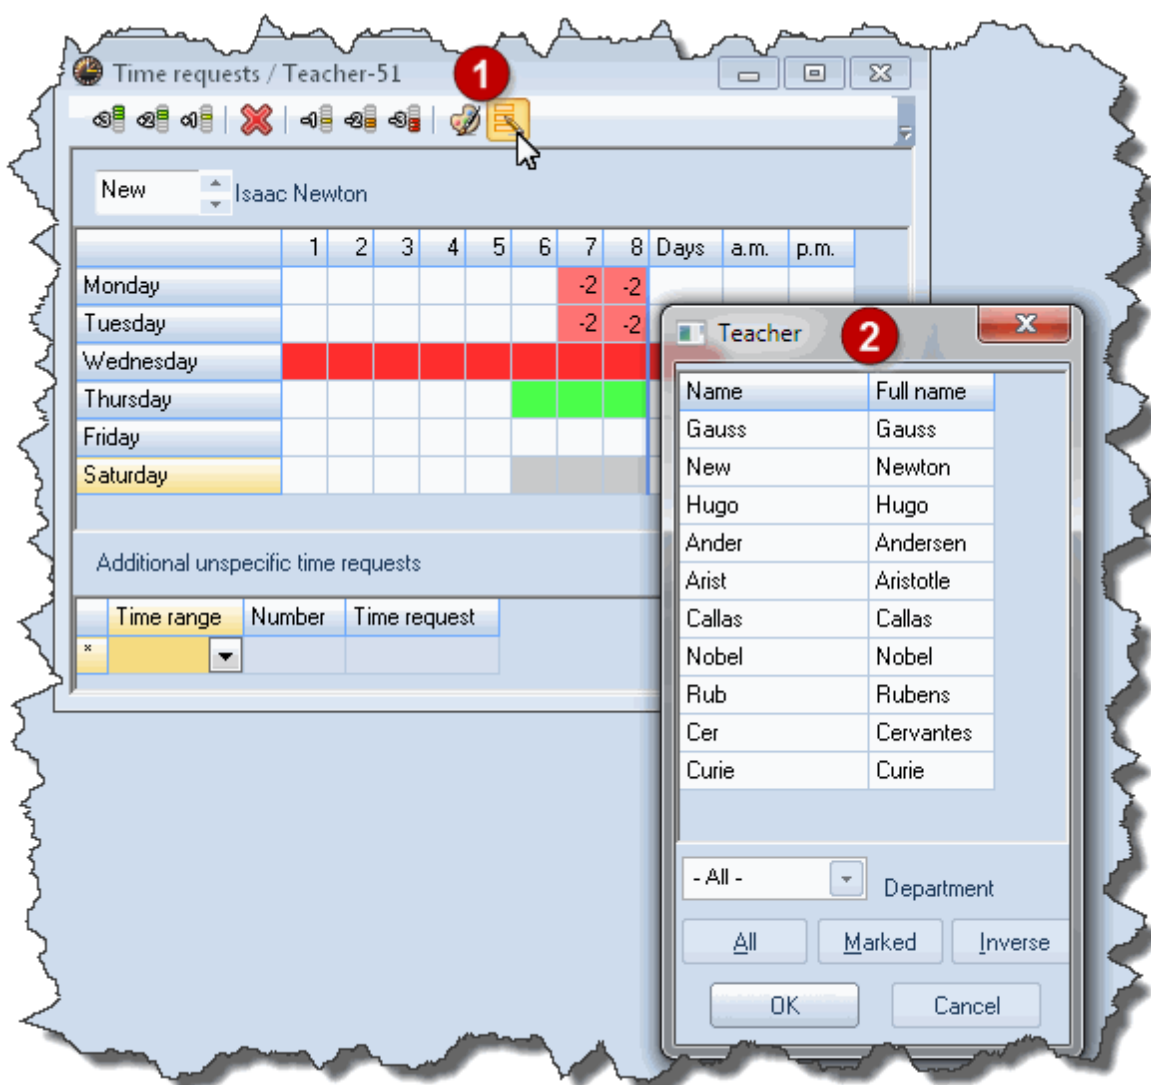 Time requests / Teacher-51
1
-3 -2 -1
New Isaac Newton
1 2 3 4 5 6 7 8 Days a.m. p.m.
Monday -2 -2
Tuesday -2 -2
Wednesday
Thursday
Friday
Saturday
Additional unspecific time requests
Time range Number Time request
*
Teacher
2
Name Full name
Gauss Gauss
New Newton
Hugo Hugo
Ander Andersen
Arist Aristotle
Callas Callas
Nobel Nobel
Rub Rubens
Cer Cervantes
Curie Curie
- All - Department
All Marked Inverse
OK Cancel